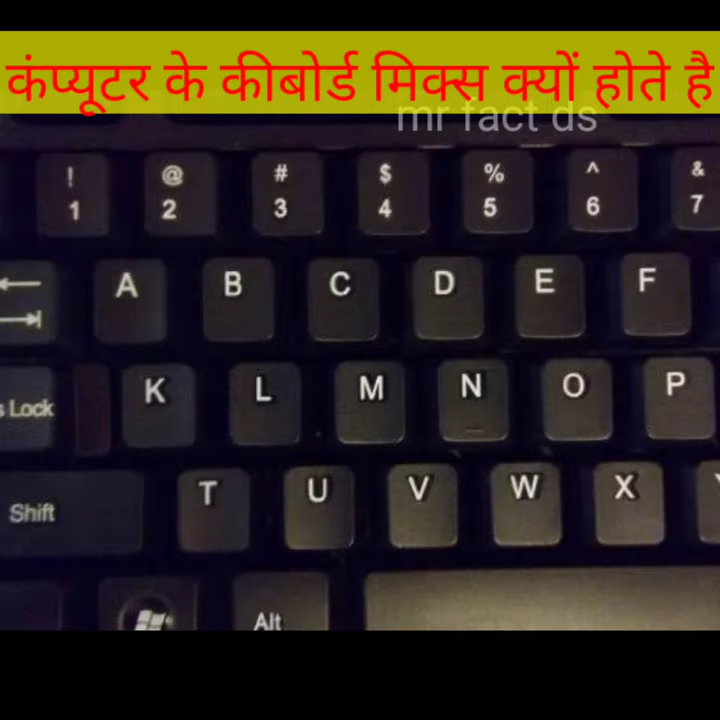 कंप्यूटर के कीबोर्ड मिक्स क्यों होते है
mr fact ds
! @ # $ % ^ &
1 2 3 4 5 6 7
A B C D E F
K L M N O P
s Lock
T U V W X
Shift
Alt